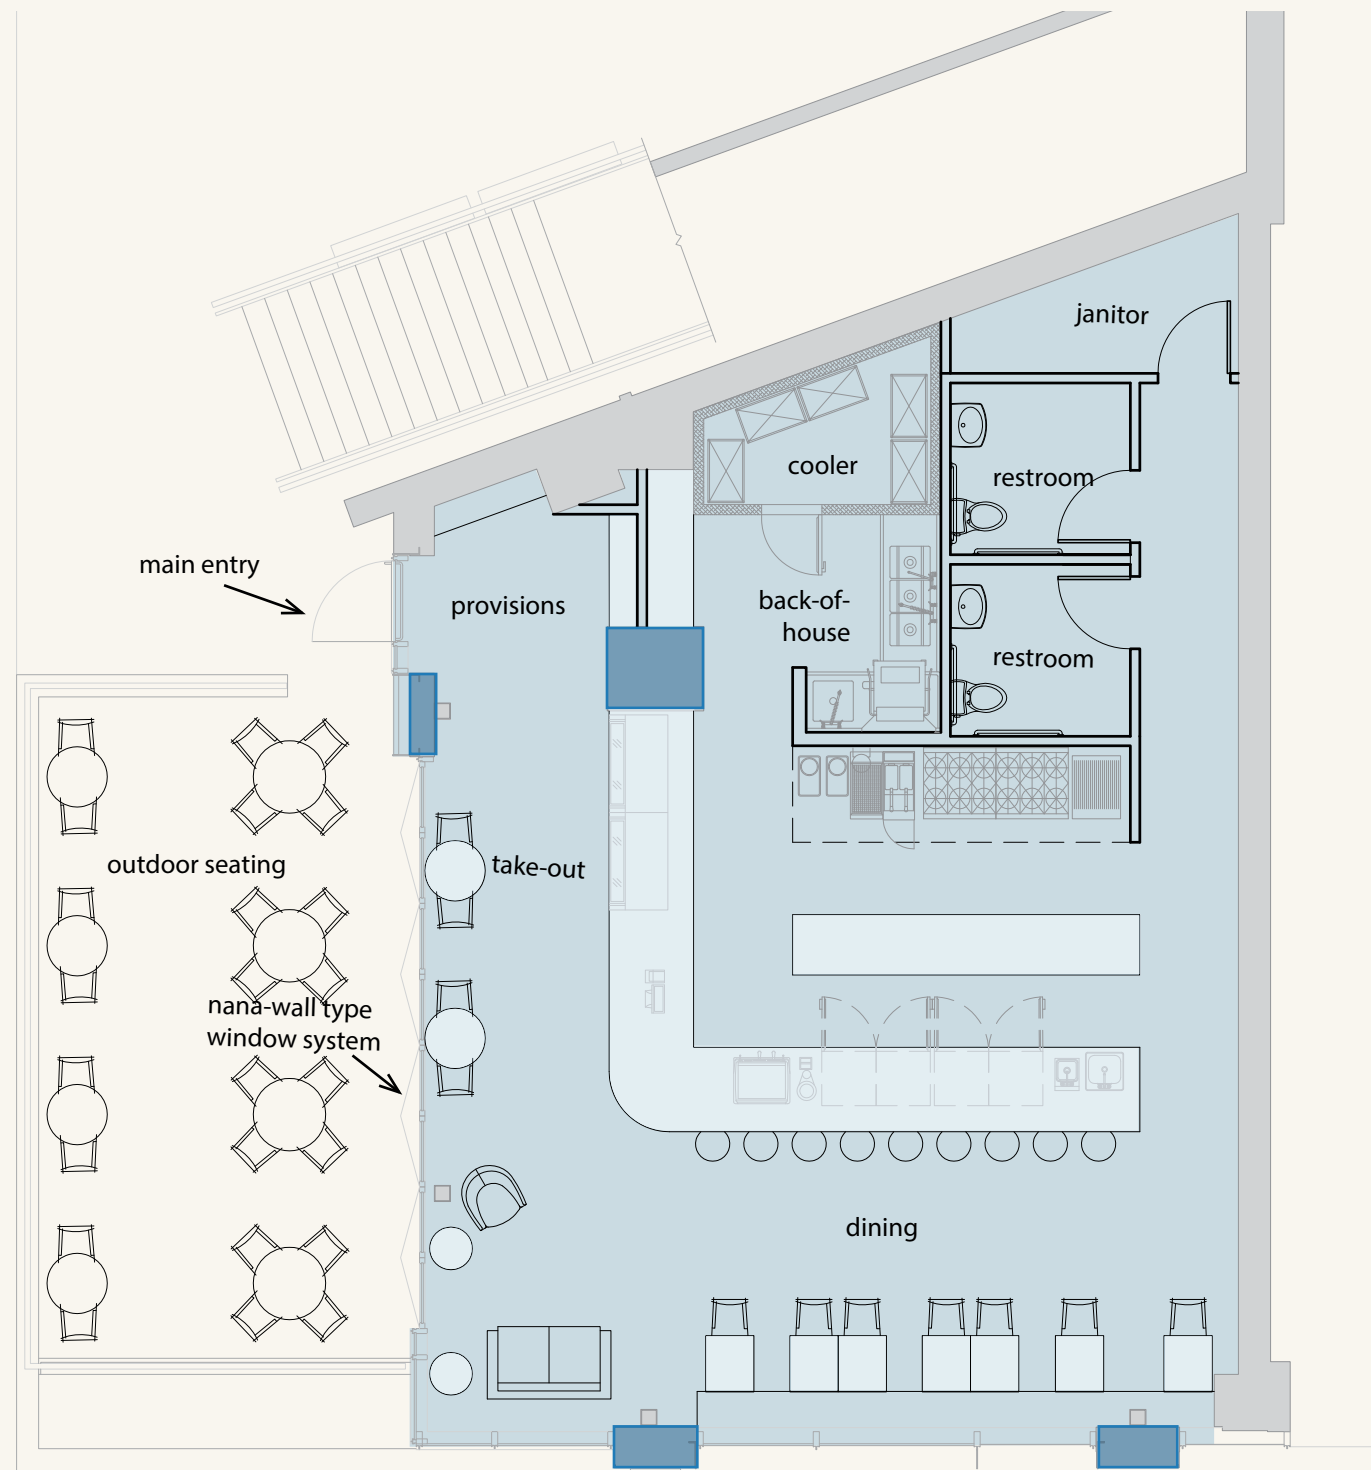 janitor
cooler
restroom
main entry
provisions
back-of-
house
restroom
outdoor seating
take-out
nana-wall type
window system
dining